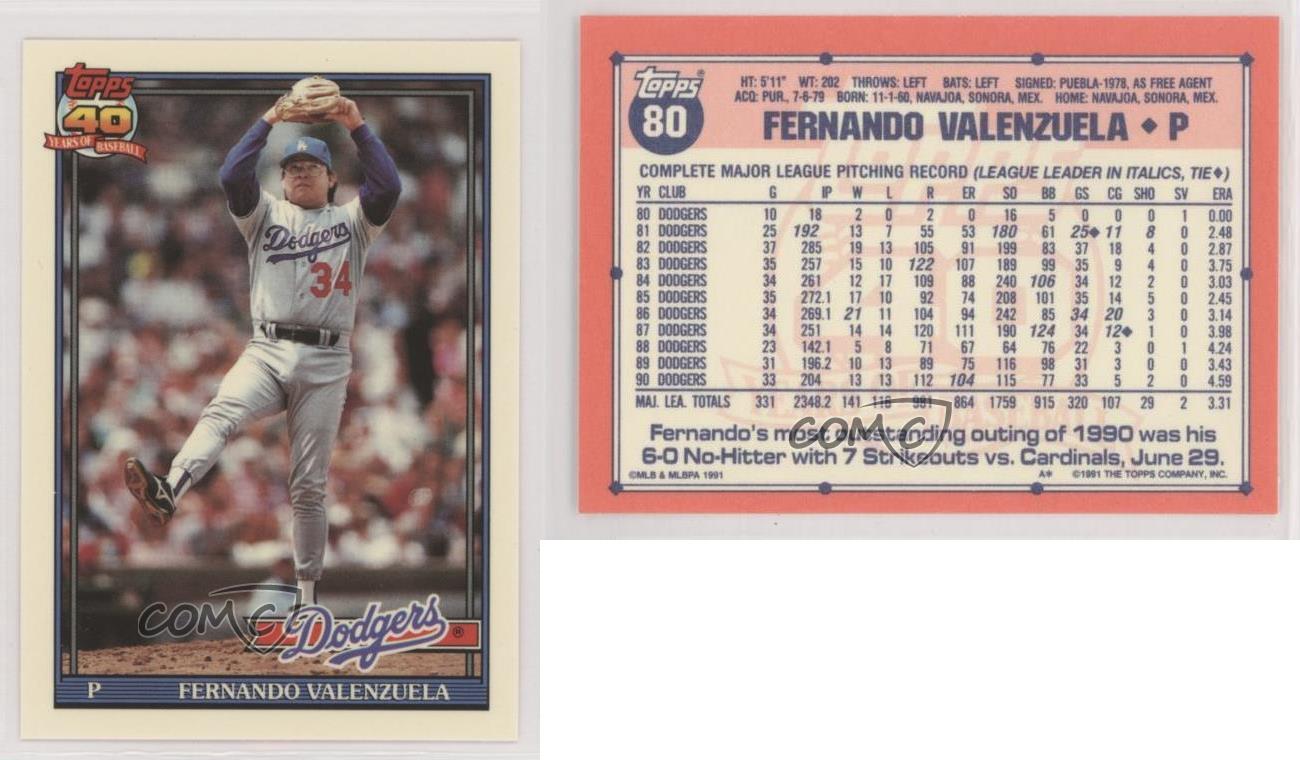 Topps
40
YEARS OF BASEBALL
Dodgers
34
COMC
Dodgers ®
P FERNANDO VALENZUELA
Topps®
80
HT: 5'11" WT: 202 THROWS: LEFT BATS: LEFT SIGNED: PUEBLA-1978, AS FREE AGENT
ACQ: PUR., 7-6-79 BORN: 11-1-60, NAVAJOA, SONORA, MEX. HOME: NAVAJOA, SONORA, MEX.
FERNANDO VALENZUELA ♦ P
COMPLETE MAJOR LEAGUE PITCHING RECORD (LEAGUE LEADER IN ITALICS, TIE♦)
YR CLUB G IP W L R ER SO BB GS CG SHO SV ERA
80 DODGERS 10 18 2 0 2 0 16 5 0 0 0 1 0.00
81 DODGERS 25 192 13 7 55 53 180 61 25♦ 11 8 0 2.48
82 DODGERS 37 285 19 13 105 91 199 83 37 18 4 0 2.87
83 DODGERS 35 257 15 10 122 107 189 99 35 9 4 0 3.75
84 DODGERS 34 261 12 17 109 88 240 106 34 12 2 0 3.03
85 DODGERS 35 272.1 17 10 92 74 208 101 35 14 5 0 2.45
86 DODGERS 34 269.1 21 11 104 94 242 85 34 20 3 0 3.14
87 DODGERS 34 251 14 14 120 111 190 124 34 12♦ 1 0 3.98
88 DODGERS 23 142.1 5 8 71 67 64 76 22 3 0 1 4.24
89 DODGERS 31 196.2 10 13 89 75 116 98 31 3 0 0 3.43
90 DODGERS 33 204 13 13 112 104 115 77 33 5 2 0 4.59
MAJ. LEA. TOTALS 331 2348.2 141 116 981 864 1759 915 320 107 29 2 3.31
COMC
Fernando's most outstanding outing of 1990 was his
6-0 No-Hitter with 7 Strikeouts vs. Cardinals, June 29.
©MLB & MLBPA 1991 A* ©1991 THE TOPPS COMPANY, INC.